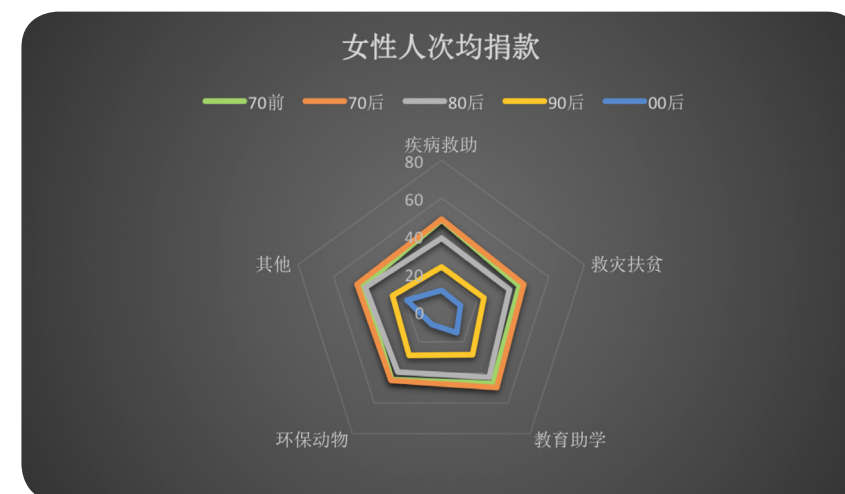 女性人次均捐款
70前 70后 80后 90后 00后
疾病救助
80
60
40
20
0
其他
救灾扶贫
环保动物
教育助学